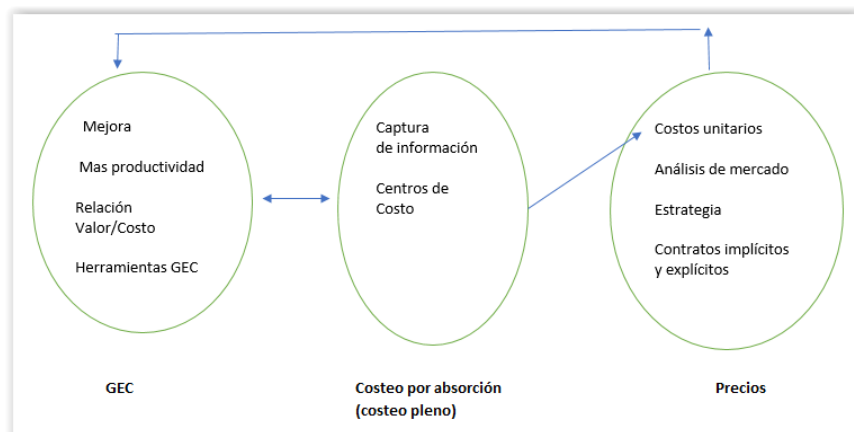 Mejora
Mas productividad
Relación
Valor/Costo
Herramientas GEC
Captura
de información
Centros de
Costo
Costos unitarios
Análisis de mercado
Estrategia
Contratos implícitos
y explícitos
GEC
Costeo por absorción
(costeo pleno)
Precios